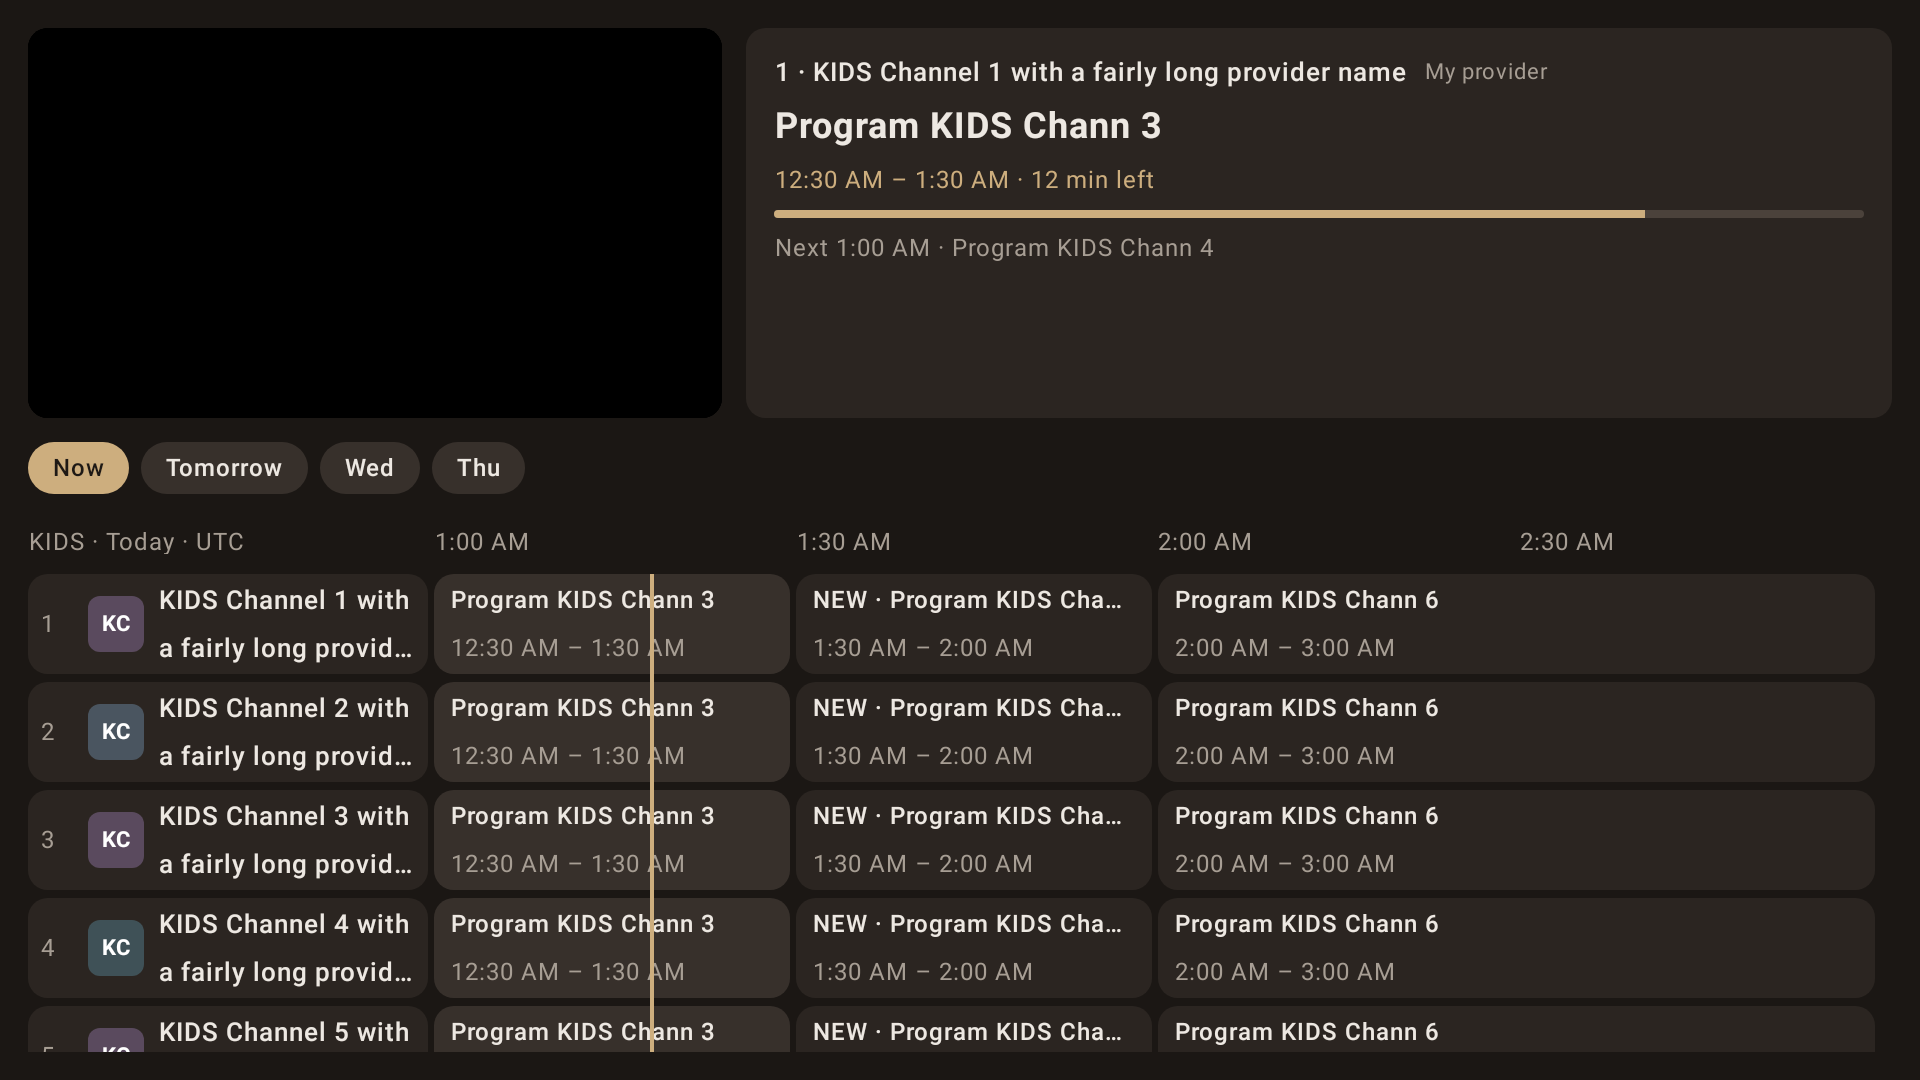 1 · KIDS Channel 1 with a fairly long provider name My provider
Program KIDS Chann 3
12:30 AM – 1:30 AM · 12 min left
Next 1:00 AM · Program KIDS Chann 4
Now Tomorrow Wed Thu
KIDS · Today · UTC 1:00 AM 1:30 AM 2:00 AM 2:30 AM
1 KC KIDS Channel 1 with a fairly long provid…
Program KIDS Chann 3
12:30 AM – 1:30 AM
NEW · Program KIDS Cha…
1:30 AM – 2:00 AM
Program KIDS Chann 6
2:00 AM – 3:00 AM
2 KC KIDS Channel 2 with a fairly long provid…
Program KIDS Chann 3
12:30 AM – 1:30 AM
NEW · Program KIDS Cha…
1:30 AM – 2:00 AM
Program KIDS Chann 6
2:00 AM – 3:00 AM
3 KC KIDS Channel 3 with a fairly long provid…
Program KIDS Chann 3
12:30 AM – 1:30 AM
NEW · Program KIDS Cha…
1:30 AM – 2:00 AM
Program KIDS Chann 6
2:00 AM – 3:00 AM
4 KC KIDS Channel 4 with a fairly long provid…
Program KIDS Chann 3
12:30 AM – 1:30 AM
NEW · Program KIDS Cha…
1:30 AM – 2:00 AM
Program KIDS Chann 6
2:00 AM – 3:00 AM
KIDS Channel 5 with
Program KIDS Chann 3
NEW · Program KIDS Cha…
Program KIDS Chann 6